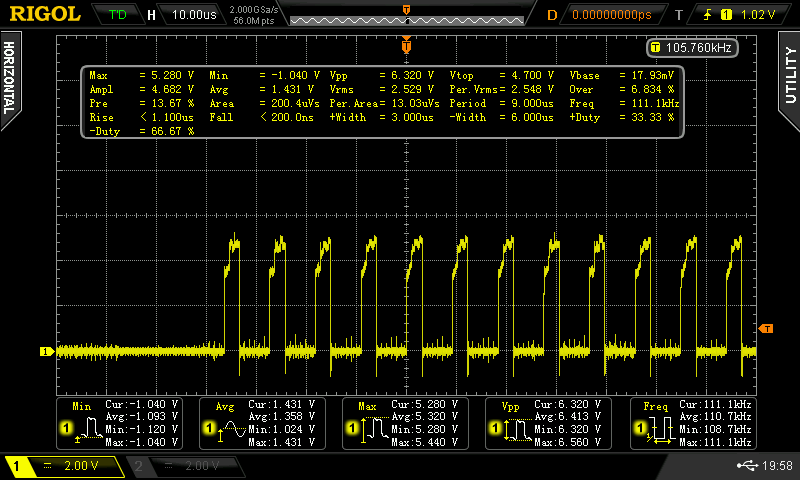 RIGOL T'D H 10.00us 2.000GSa/s 56.0M pts D 0.00000000ps T 1 1.02 V
HORIZONTAL
UTILITY
T 105.760kHz
Max = 5.280 V Min = -1.040 V Vpp = 6.320 V Vtop = 4.700 V Vbase = 17.93mV
Ampl = 4.682 V Avg = 1.431 V Vrms = 2.529 V Per.Vrms= 2.548 V Over = 6.834 %
Pre = 13.67 % Area = 200.4uVs Per.Area= 13.03uVs Period = 9.000us Freq = 111.1kHz
Rise < 1.100us Fall < 200.0ns +Width = 3.000us -Width = 6.000us +Duty = 33.33 %
-Duty = 66.67 %
T
T
1
T
Min Cur:-1.040 V
Avg:-1.093 V
1 Min:-1.120 V
Max:-1.040 V
Avg Cur:1.431 V
Avg:1.358 V
1 Min:1.024 V
Max:1.431 V
Max Cur:5.280 V
Avg:5.320 V
1 Min:5.280 V
Max:5.440 V
Vpp Cur:6.320 V
Avg:6.413 V
1 Min:6.320 V
Max:6.560 V
Freq Cur:111.1kHz
Avg:110.7kHz
1 Min:108.7kHz
Max:111.1kHz
1 2.00 V 2 2.00 V 19:58